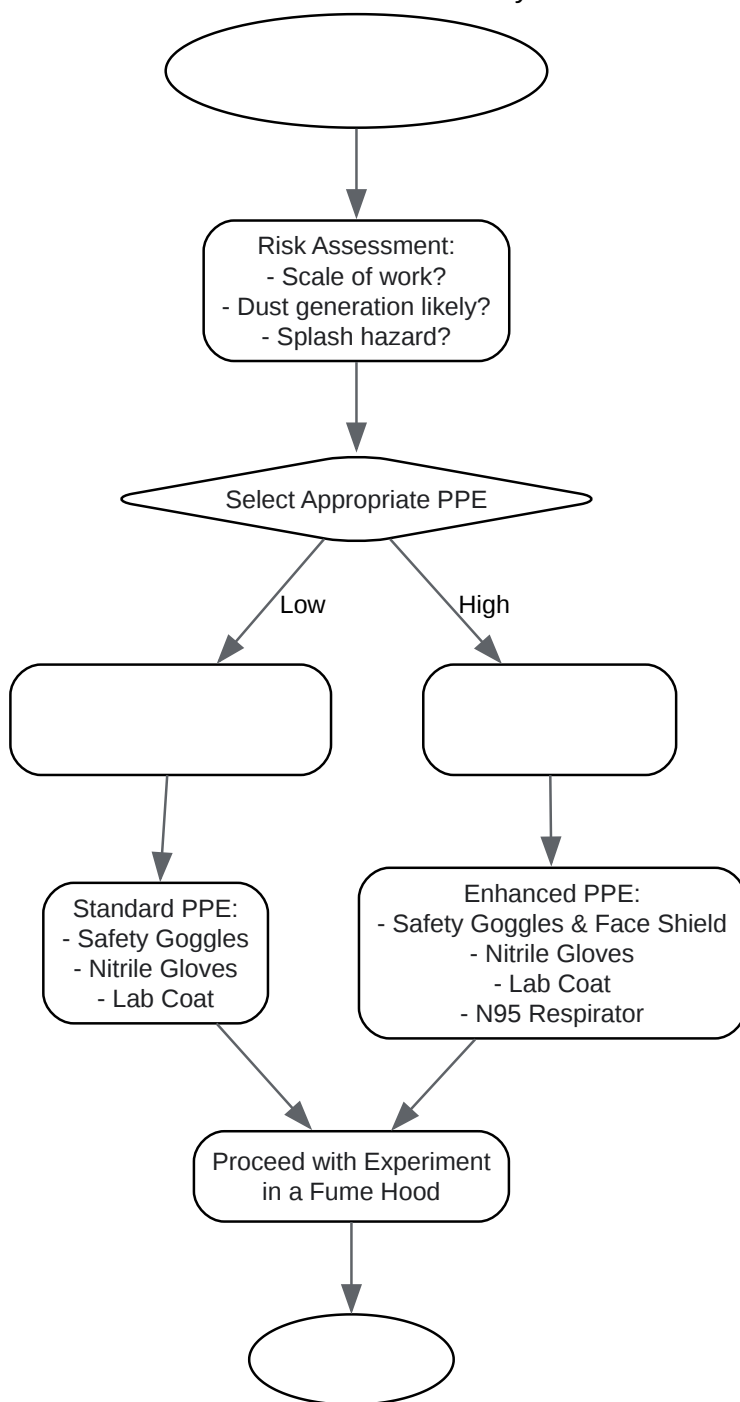 Risk Assessment:
- Scale of work?
- Dust generation likely?
- Splash hazard?
Select Appropriate PPE
Low
High
Standard PPE:
- Safety Goggles
- Nitrile Gloves
- Lab Coat
Enhanced PPE:
- Safety Goggles & Face Shield
- Nitrile Gloves
- Lab Coat
- N95 Respirator
Proceed with Experiment
in a Fume Hood